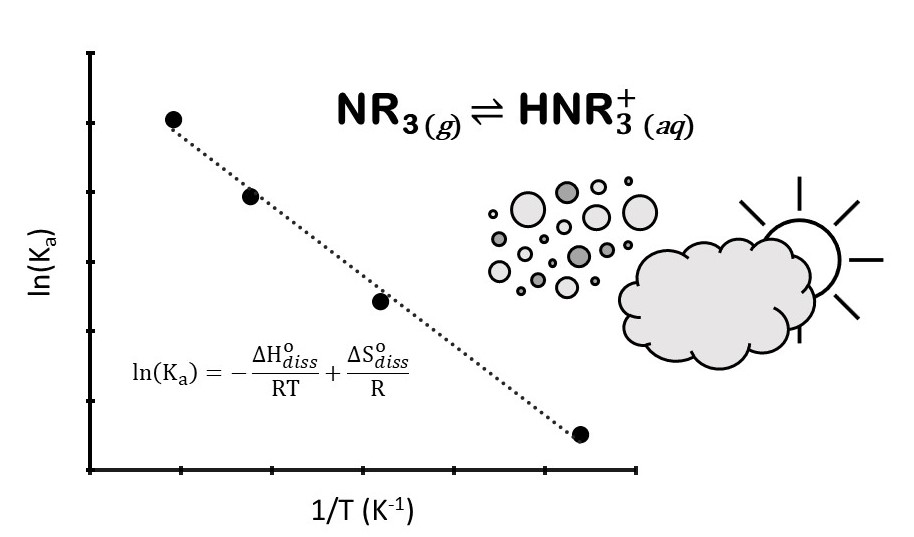 NR₃ (g) ⇌ HNR₃⁺ (aq)
ln(Kₐ)
ln(Kₐ) = − ΔH°diss/RT + ΔS°diss/R
1/T (K⁻¹)